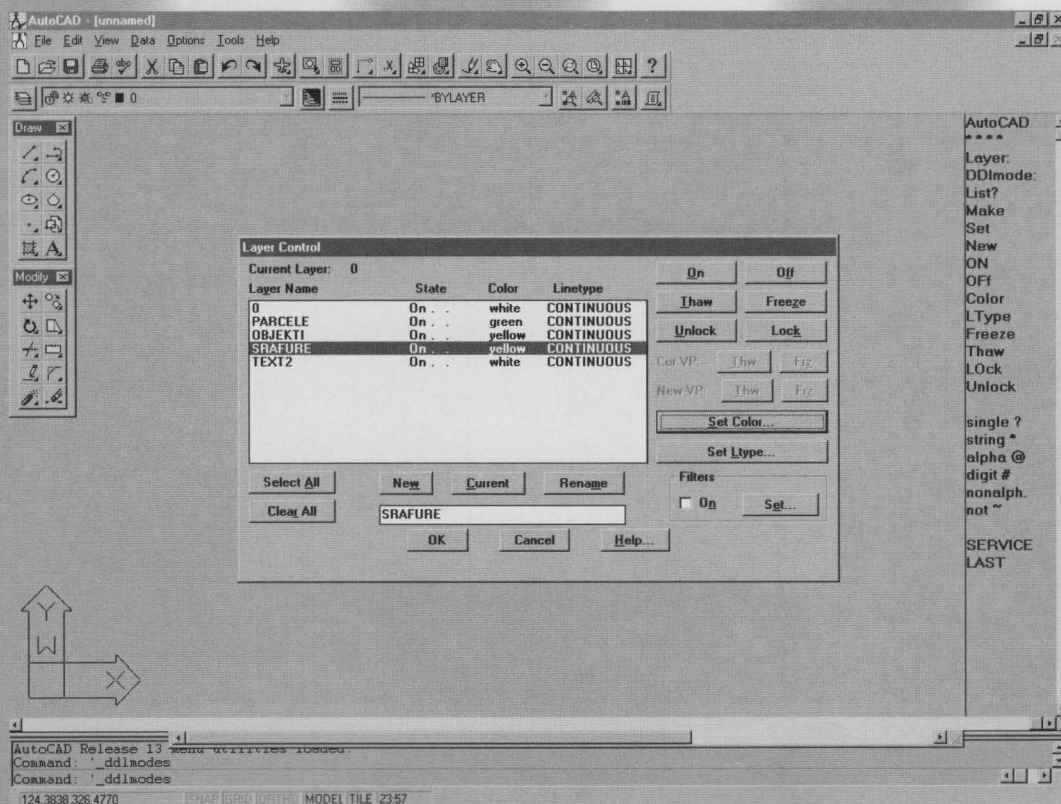 AutoCAD - [unnamed]
File Edit View Data Options Tools Help
0
BYLAYER
Draw
Modify
Layer Control
Current Layer: 0
Layer Name State Color Linetype
0 On . . white CONTINUOUS
PARCELE On . . green CONTINUOUS
OBJEKTI On . . yellow CONTINUOUS
SRAFURE On . . yellow CONTINUOUS
TEXT2 On . . white CONTINUOUS
On Off
Thaw Freeze
Unlock Lock
Cur VP: Thw Frz
New VP: Thw Frz
Set Color...
Set Ltype...
Filters
On Set...
Select All New Current Rename
Clear All SRAFURE
OK Cancel Help...
AutoCAD
* * * *
Layer:
DDlmode:
List?
Make
Set
New
ON
OFf
Color
LType
Freeze
Thaw
LOck
Unlock
single ?
string *
alpha @
digit #
nonalph.
not ~
SERVICE
LAST
Y
W
X
AutoCAD Release 13 menu utilities loaded.
Command: '_ddlmodes
Command: '_ddlmodes
124.3838,326.4770 SNAP GRID ORTHO MODEL TILE 23:57